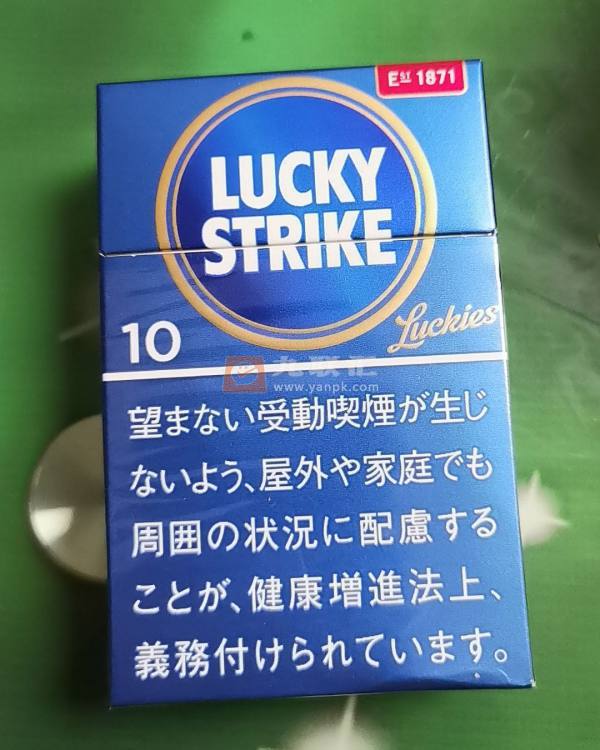 EST 1871
LUCKY
STRIKE
10
Luckies
九联汇
www.yanpk.com
望まない受動喫煙が生じ
ないよう、屋外や家庭でも
周囲の状況に配慮する
ことが、健康増進法上、
義務付けられています。